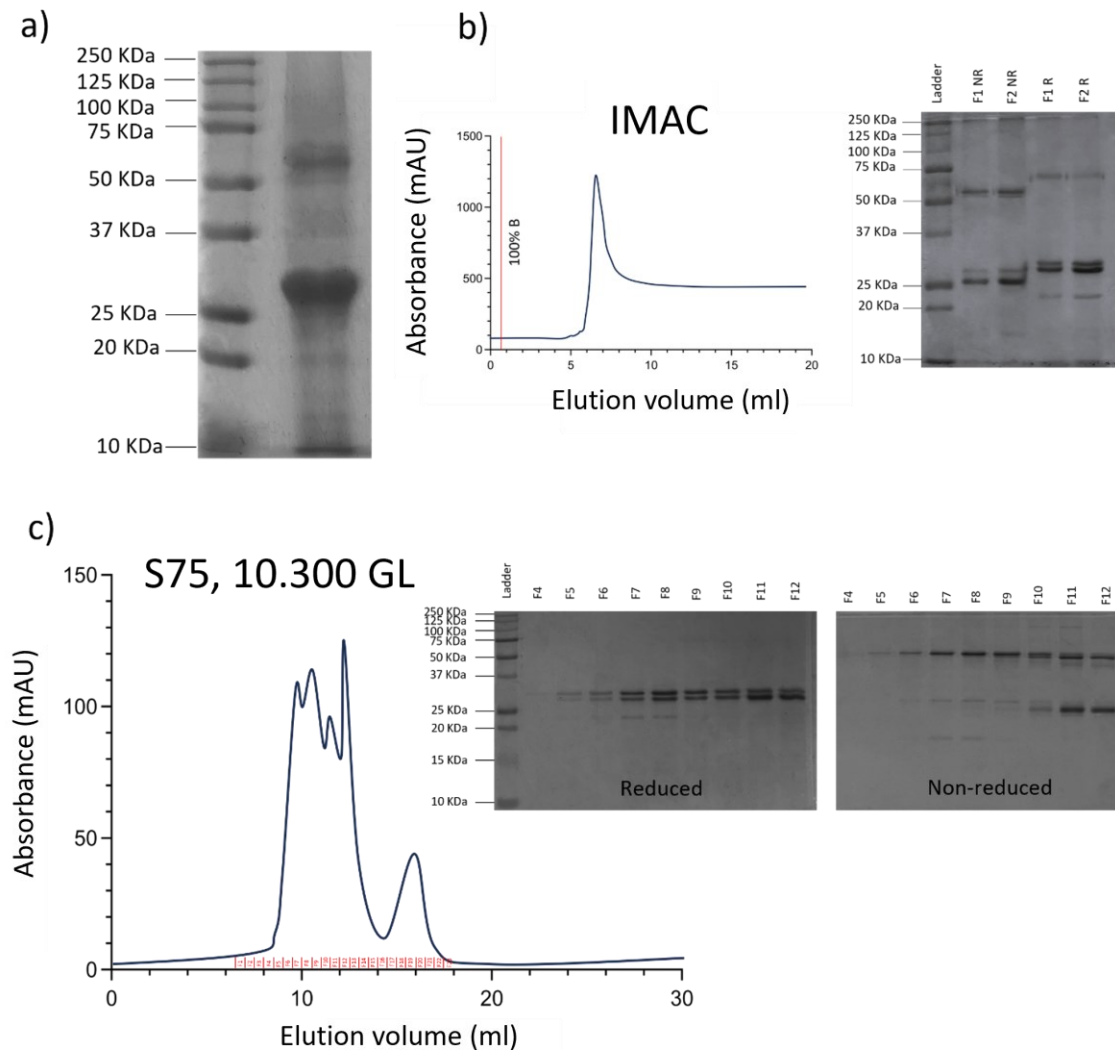 a)
250 KDa
125 KDa
100 KDa
75 KDa
50 KDa
37 KDa
25 KDa
20 KDa
10 KDa
b)
IMAC
Absorbance (mAU)
1500
1000
500
0
100% B
0 5 10 15 20
Elution volume (ml)
Ladder F1 NR F2 NR F1 R F2 R
250 KDa
125 KDa
100 KDa
75 KDa
50 KDa
37 KDa
25 KDa
20 KDa
10 KDa
c)
S75, 10.300 GL
Absorbance (mAU)
150
100
50
0
0 10 20 30
Elution volume (ml)
Ladder F4 F5 F6 F7 F8 F9 F10 F11 F12
250 KDa
125 KDa
100 KDa
75 KDa
50 KDa
37 KDa
25 KDa
20 KDa
15 KDa
10 KDa
Reduced
F4 F5 F6 F7 F8 F9 F10 F11 F12
Non-reduced